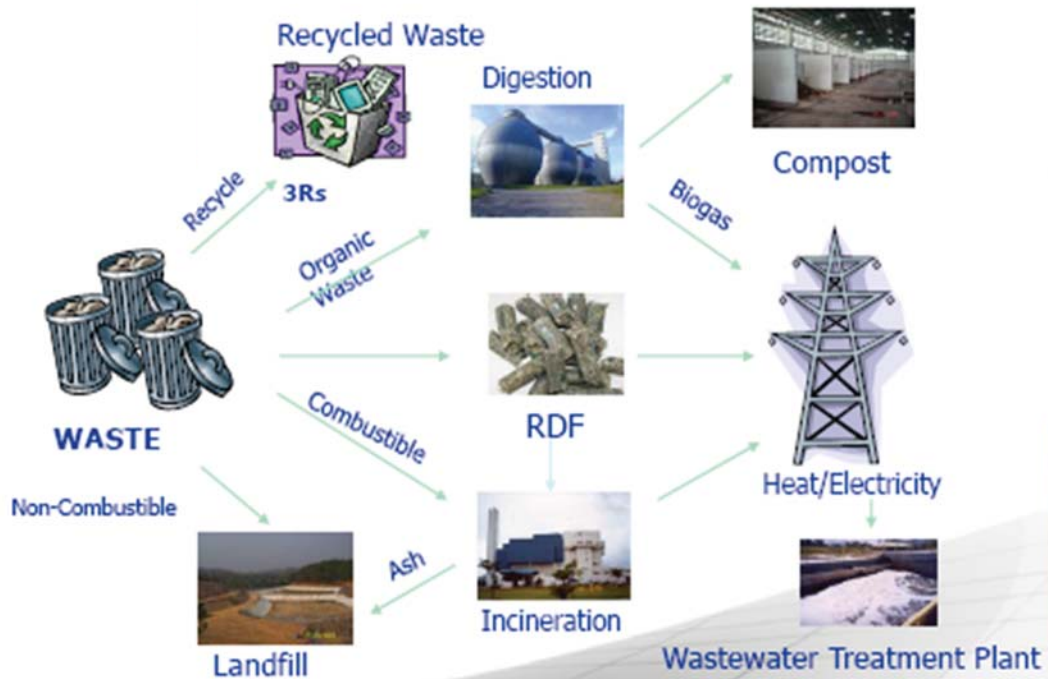 Recycled Waste
Digestion
Compost
Recycle
3Rs
Organic
Waste
Biogas
WASTE
Combustible
RDF
Heat/Electricity
Non-Combustible
Ash
Landfill
Incineration
Wastewater Treatment Plant